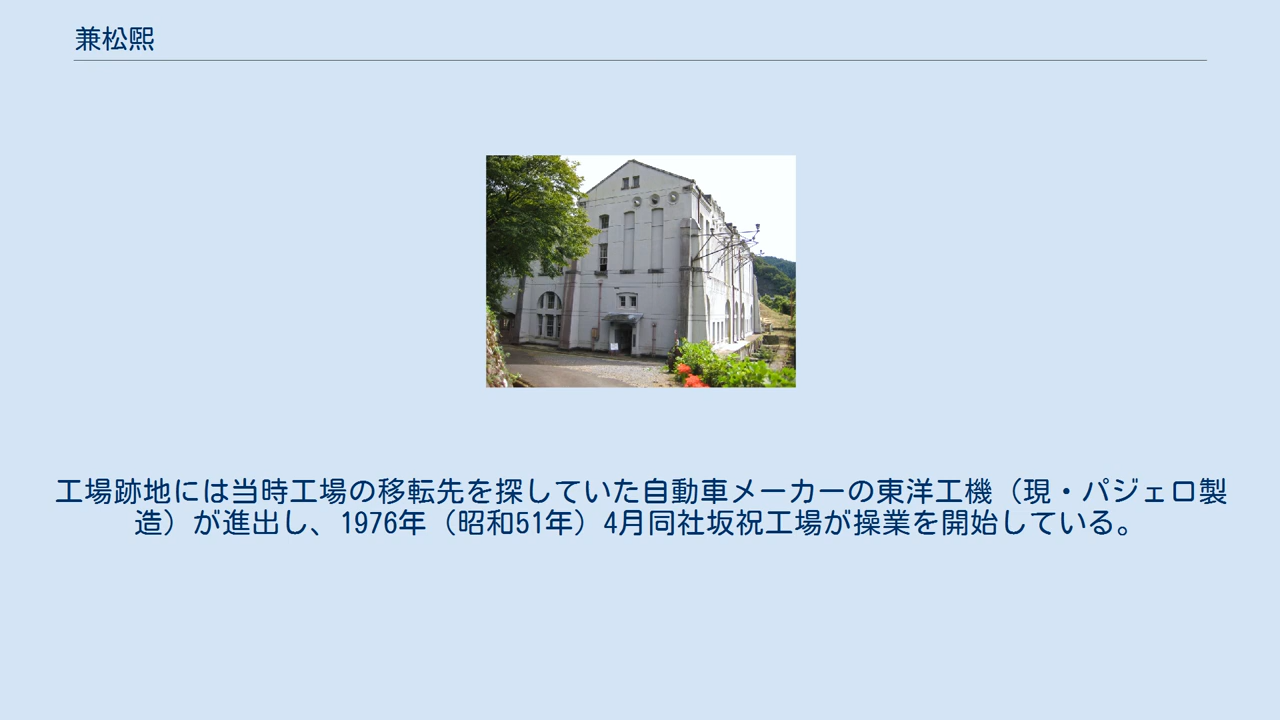 兼松煕
工場跡地には当時工場の移転先を探していた自動車メーカーの東洋工機（現・パジェロ製
造）が進出し、1976年（昭和51年）4月同社坂祝工場が操業を開始している。